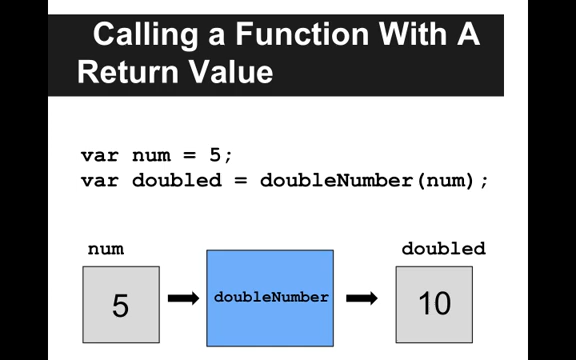 Calling a Function With A
Return Value
var num = 5;
var doubled = doubleNumber(num);
num
doubled
5
doubleNumber
10